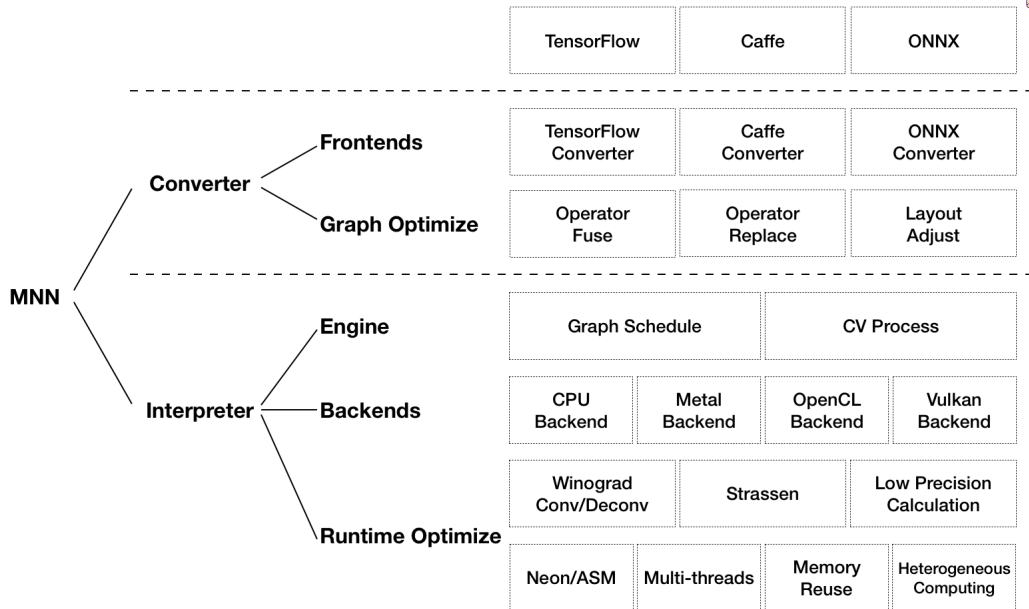 TensorFlow
Caffe
ONNX
Frontends
TensorFlow
Converter
Caffe
Converter
ONNX
Converter
Converter
Graph Optimize
Operator
Fuse
Operator
Replace
Layout
Adjust
MNN
Engine
Graph Schedule
CV Process
Interpreter
Backends
CPU
Backend
Metal
Backend
OpenCL
Backend
Vulkan
Backend
Runtime Optimize
Winograd
Conv/Deconv
Strassen
Low Precision
Calculation
Neon/ASM
Multi-threads
Memory
Reuse
Heterogeneous
Computing